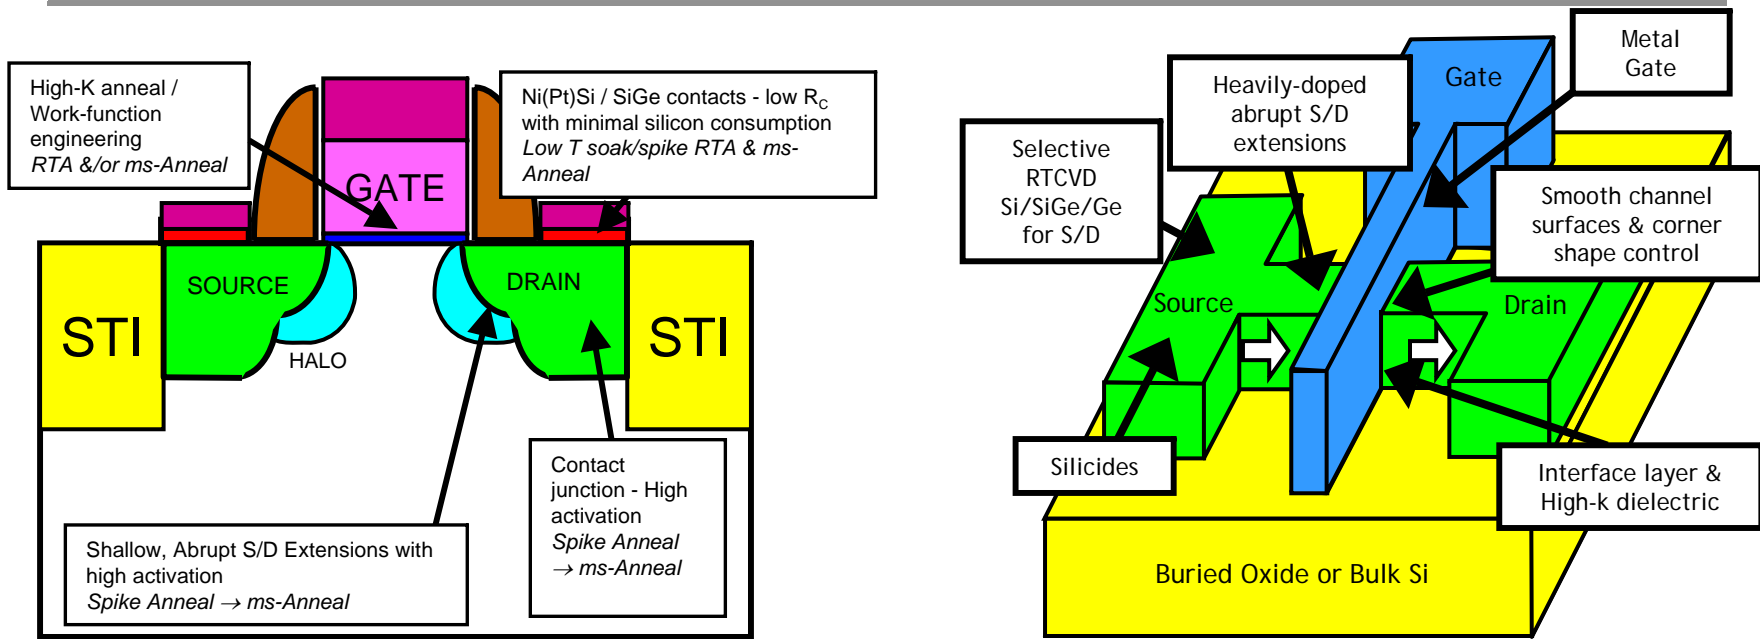 High-K anneal /
Work-function
engineering
RTA &/or ms-Anneal
Ni(Pt)Si / SiGe contacts - low RC
with minimal silicon consumption
Low T soak/spike RTA & ms-
Anneal
GATE
SOURCE
DRAIN
STI
STI
HALO
Contact
junction - High
activation
Spike Anneal
→ ms-Anneal
Shallow, Abrupt S/D Extensions with
high activation
Spike Anneal → ms-Anneal
Metal
Gate
Gate
Heavily-doped
abrupt S/D
extensions
Selective
RTCVD
Si/SiGe/Ge
for S/D
Smooth channel
surfaces & corner
shape control
Source
Drain
Silicides
Interface layer &
High-k dielectric
Buried Oxide or Bulk Si